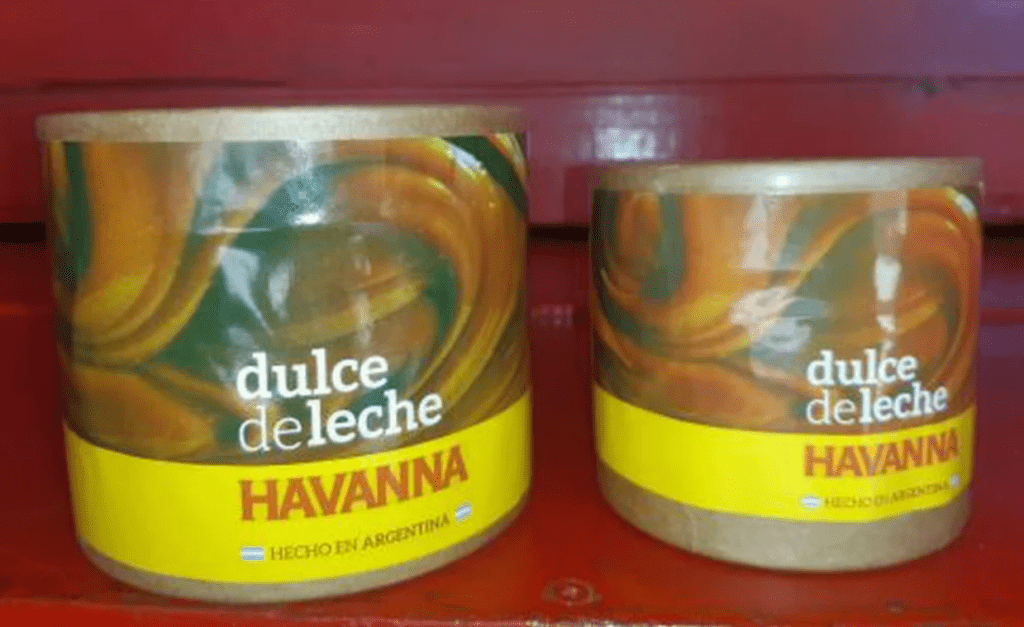 dulce
de leche
HAVANNA
HECHO EN ARGENTINA
dulce
de leche
HAVANNA
HECHO EN ARGENTINA